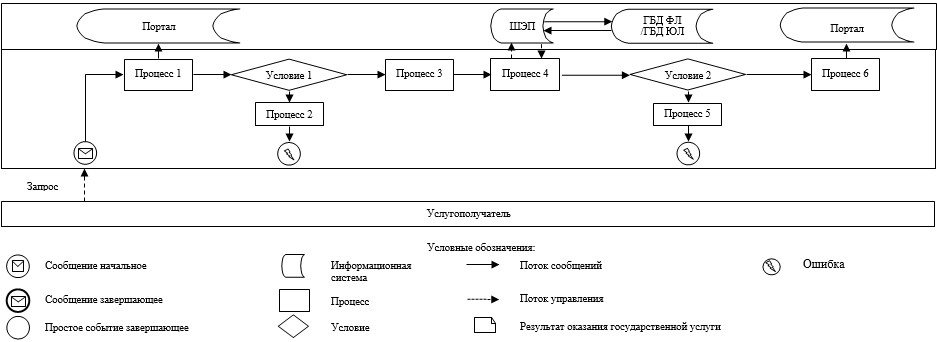 Портал
ШЭП
ГБД ФЛ
/ГБД ЮЛ
Портал
Процесс 1
Условие 1
Процесс 3
Процесс 4
Условие 2
Процесс 6
Процесс 2
Процесс 5
Запрос
Услугополучатель
Условные обозначения:
Сообщение начальное
Информационная
система
Поток сообщений
Ошибка
Сообщение завершающее
Процесс
Поток управления
Простое событие завершающее
Условие
Результат оказания государственной услуги